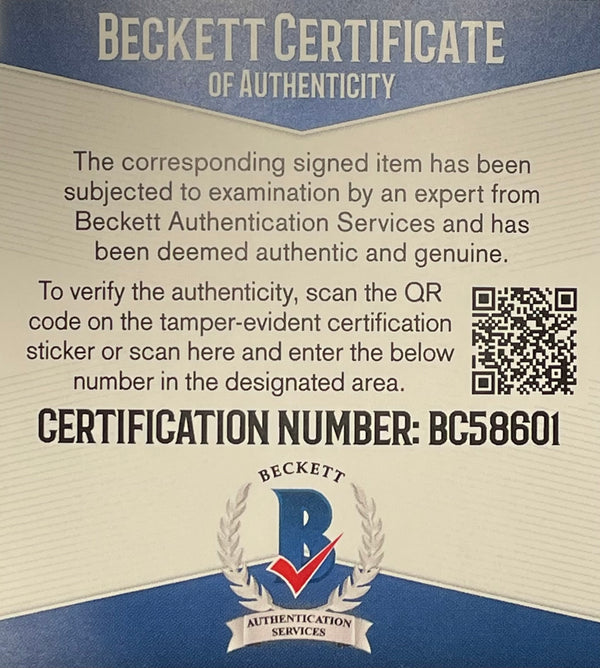 BECKETT CERTIFICATE
OF AUTHENTICITY
The corresponding signed item has been
subjected to examination by an expert from
Beckett Authentication Services and has
been deemed authentic and genuine.
To verify the authenticity, scan the QR
code on the tamper-evident certification
sticker or scan here and enter the below
number in the designated area.
CERTIFICATION NUMBER: BC58601
BECKETT
B
AUTHENTICATION
SERVICES